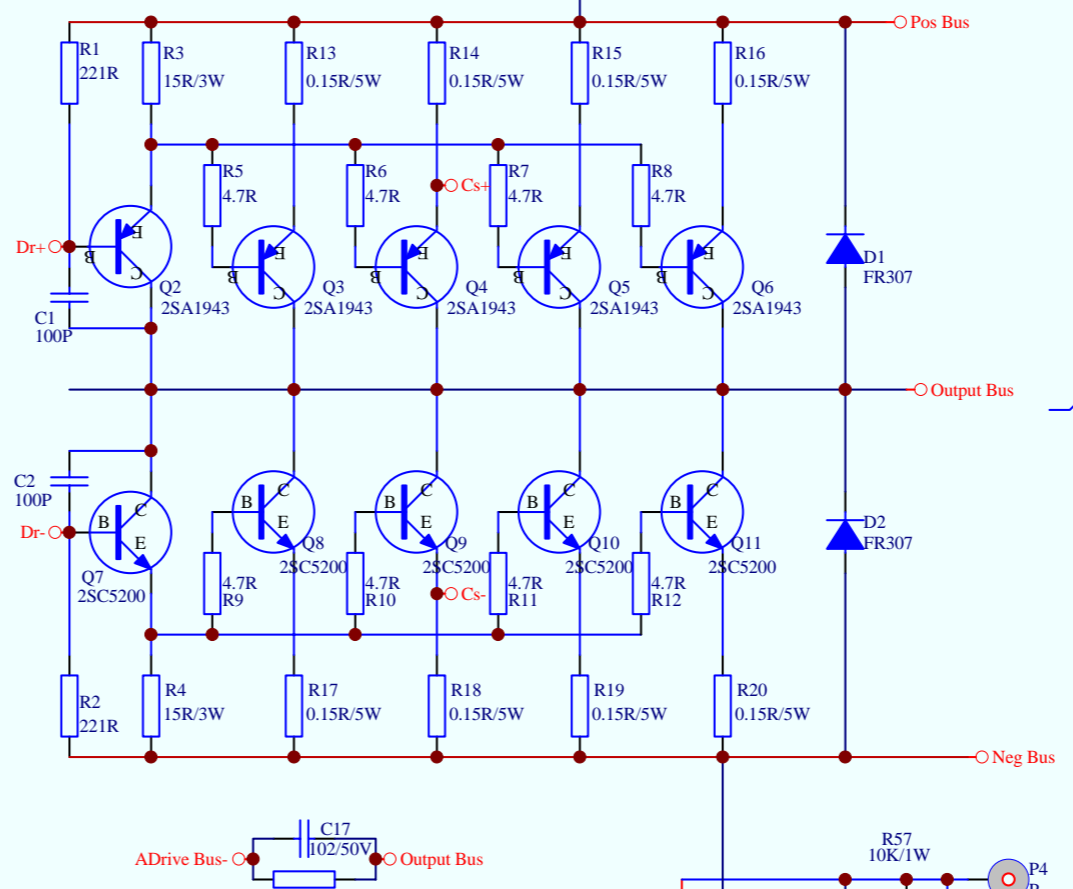 Pos Bus
R1
221R
R3
15R/3W
R13
0.15R/5W
R14
0.15R/5W
R15
0.15R/5W
R16
0.15R/5W
R5
4.7R
R6
4.7R
Cs+
R7
4.7R
R8
4.7R
Dr+
B
E
C
Q2
2SA1943
B
E
C
Q3
2SA1943
B
E
C
Q4
2SA1943
B
E
C
Q5
2SA1943
B
E
C
Q6
2SA1943
D1
FR307
C1
100P
Output Bus
C2
100P
Dr-
B
C
E
Q7
2SC5200
B
C
E
Q8
2SC5200
B
C
E
Q9
2SC5200
B
C
E
Q10
2SC5200
B
C
E
Q11
2SC5200
D2
FR307
4.7R
R9
4.7R
R10
Cs-
4.7R
R11
4.7R
R12
R2
221R
R4
15R/3W
R17
0.15R/5W
R18
0.15R/5W
R19
0.15R/5W
R20
0.15R/5W
Neg Bus
C17
102/50V
ADrive Bus-
Output Bus
R57
10K/1W
P4